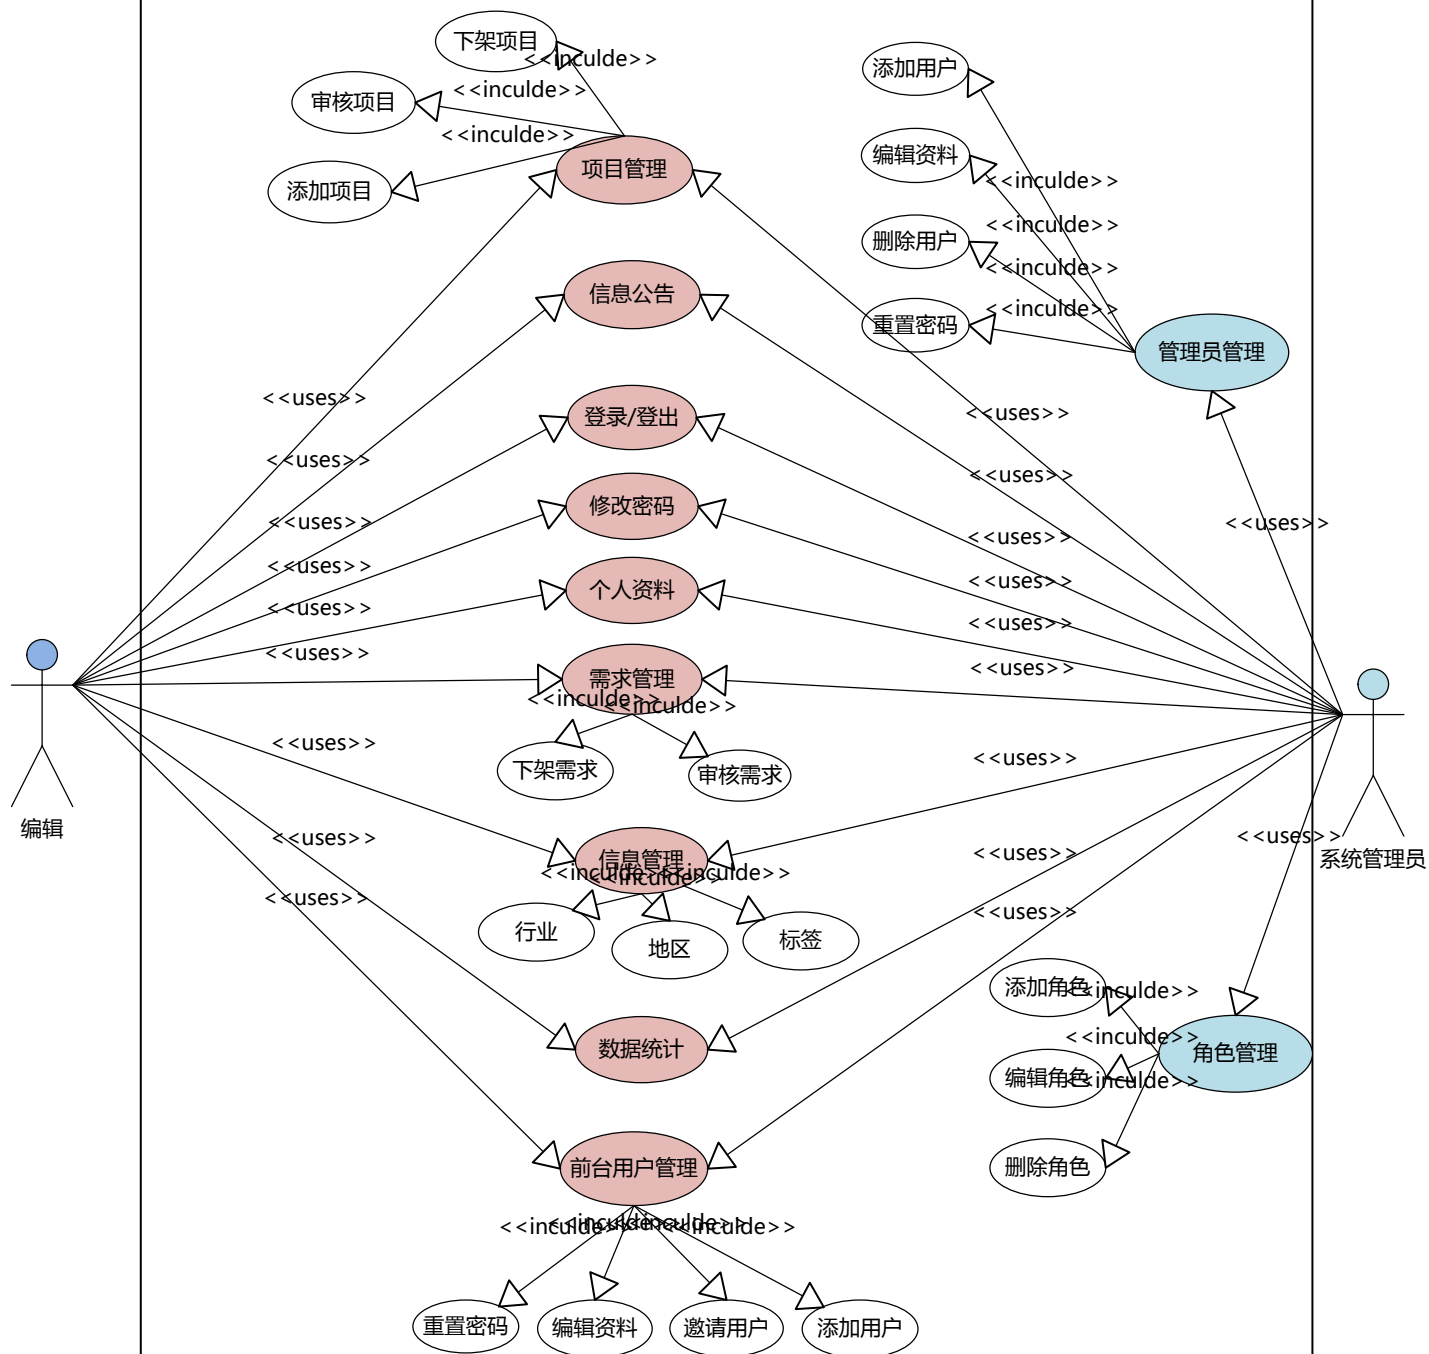 下架项目
<<inculde>>
添加用户
<<inculde>>
审核项目
<<inculde>>
编辑资料
项目管理
<<inculde>>
添加项目
<<inculde>>
删除用户
<<inculde>>
信息公告
<<inculde>>
重置密码
管理员管理
<<uses>>
<<uses>>
登录/登出
<<uses>>
<<uses>>
修改密码
<<uses>>
<<uses>>
<<uses>>
<<uses>>
<<uses>>
个人资料
<<uses>>
<<uses>>
<<uses>>
<<uses>>
需求管理
<<inculde>>
<<inculde>>
<<uses>>
<<uses>>
下架需求
审核需求
编辑
<<uses>>
<<uses>>
<<uses>>
系统管理员
信息管理
<<inculde>>
<<inculde>>
<<inculde>>
<<uses>>
<<uses>>
行业
地区
标签
添加角色
<<inculde>>
<<inculde>>
数据统计
角色管理
编辑角色
<<inculde>>
前台用户管理
删除角色
<<inculde>>
<<inculde>>
<<inculde>>
<<inculde>>
重置密码
编辑资料
邀请用户
添加用户